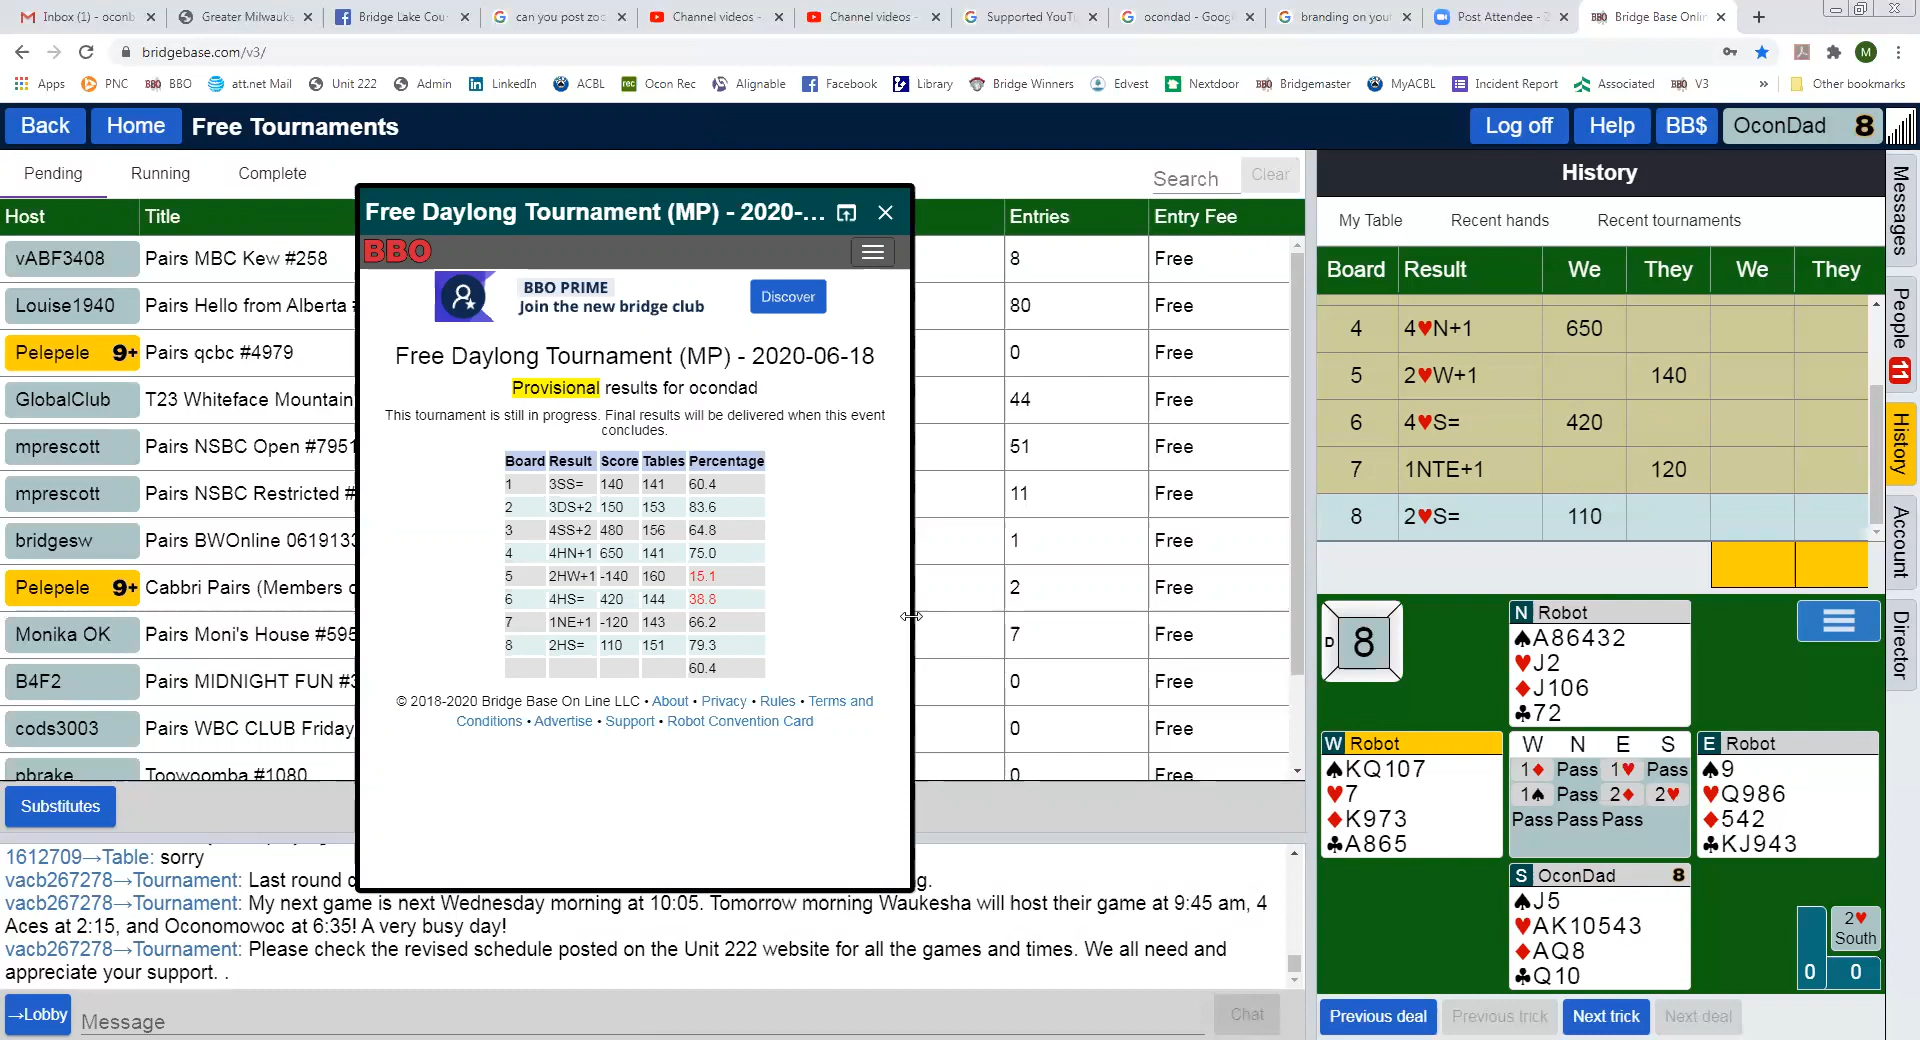 Inbox (1) - oconb
Greater Milwauk
Bridge Lake Cou
can you post zoo
Channel videos -
Channel videos -
Supported YouTu
ocondad - Googl
branding on your
Post Attendee - Z
Bridge Base Onlin
bridgebase.com/v3/
M
Apps PNC BBO att.net Mail Unit 222 Admin LinkedIn ACBL Ocon Rec Alignable Facebook Library Bridge Winners Edvest Nextdoor Bridgemaster MyACBL Incident Report Associated V3 » Other bookmarks
Back Home Free Tournaments Log off Help BB$ OconDad 8
Pending Running Complete Search Clear
Host Title Entries Entry Fee
vABF3408 Pairs MBC Kew #258 8 Free
Louise1940 Pairs Hello from Alberta 80 Free
Pelepele 9+ Pairs qcbc #4979 0 Free
GlobalClub T23 Whiteface Mountain 44 Free
mprescott Pairs NSBC Open #7951 51 Free
mprescott Pairs NSBC Restricted # 11 Free
bridgesw Pairs BWOnline 0619133 1 Free
Pelepele 9+ Cabbri Pairs (Members o 2 Free
Monika OK Pairs Moni's House #595 7 Free
B4F2 Pairs MIDNIGHT FUN #3 0 Free
cods3003 Pairs WBC CLUB Friday 0 Free
pbrake Toowoomba #1080 0 Free
Substitutes
Free Daylong Tournament (MP) - 2020-...
BBO
BBO PRIME
Join the new bridge club
Discover
Free Daylong Tournament (MP) - 2020-06-18
Provisional results for ocondad
This tournament is still in progress. Final results will be delivered when this event
concludes.
Board Result Score Tables Percentage
1 3SS= 140 141 60.4
2 3DS+2 150 153 83.6
3 4SS+2 480 156 64.8
4 4HN+1 650 141 75.0
5 2HW+1 -140 160 15.1
6 4HS= 420 144 38.8
7 1NE+1 -120 143 66.2
8 2HS= 110 151 79.3
60.4
© 2018-2020 Bridge Base On Line LLC • About • Privacy • Rules • Terms and
Conditions • Advertise • Support • Robot Convention Card
1612709→Table: sorry
vacb267278→Tournament: Last round
vacb267278→Tournament: My next game is next Wednesday morning at 10:05. Tomorrow morning Waukesha will host their game at 9:45 am, 4
Aces at 2:15, and Oconomowoc at 6:35! A very busy day!
vacb267278→Tournament: Please check the revised schedule posted on the Unit 222 website for all the games and times. We all need and
appreciate your support. .
→Lobby Message Chat
History
My Table Recent hands Recent tournaments
Board Result We They We They
4 4♥N+1 650
5 2♥W+1 140
6 4♥S= 420
7 1NTE+1 120
8 2♥S= 110
D 8
N Robot
♠A86432
♥J2
♦J106
♣72
W Robot
♠KQ107
♥7
♦K973
♣A865
W N E S
1♦ Pass 1♥ Pass
1♠ Pass 2♦ 2♥
Pass Pass Pass
E Robot
♠9
♥Q986
♦542
♣KJ943
S OconDad 8
♠J5
♥AK10543
♦AQ8
♣Q10
2♥
South
0 0
Previous deal Previous trick Next trick Next deal
Messages
People 11
History
Account
Director